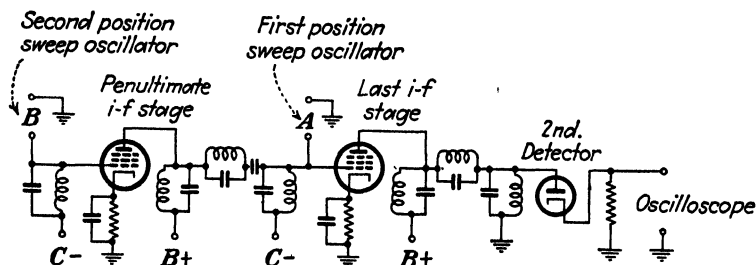 Second position
sweep oscillator
First position
sweep oscillator
B
Penultimate
i-f stage
A
Last i-f
stage
2nd.
Detector
Oscilloscope
C-
B+
C-
B+